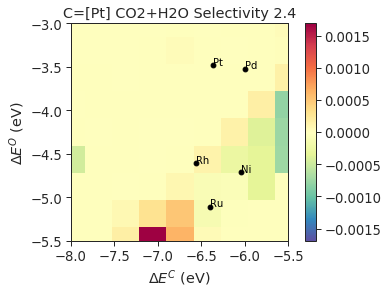 C=[Pt] CO2+H2O Selectivity 2.4
−3.0
−3.5
−4.0
−4.5
−5.0
−5.5
ΔE^O (eV)
Pt
Pd
Rh
Ni
Ru
−8.0 −7.5 −7.0 −6.5 −6.0 −5.5
ΔE^C (eV)
0.0015
0.0010
0.0005
0.0000
−0.0005
−0.0010
−0.0015